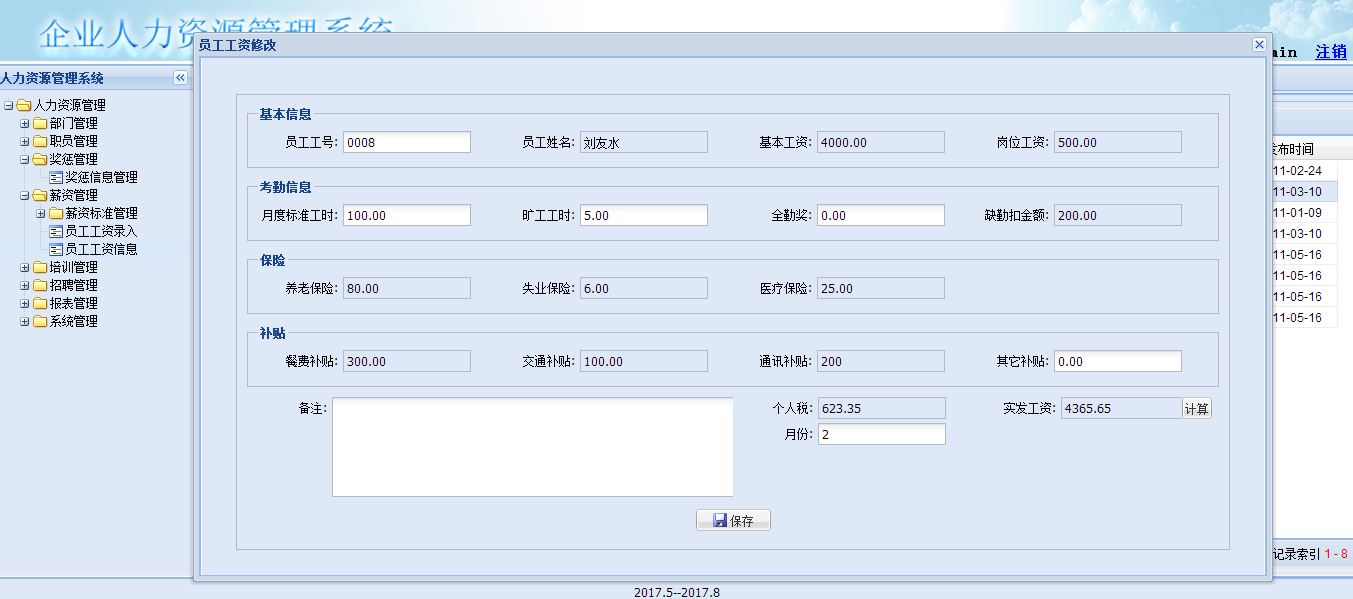 企业人力资源管理系统
注销
人力资源管理系统
人力资源管理
部门管理
职员管理
奖惩管理
奖惩信息管理
薪资管理
薪资标准管理
员工工资录入
员工工资信息
培训管理
招聘管理
报表管理
系统管理
员工工资修改
基本信息
员工工号: 0008 员工姓名: 刘友水 基本工资: 4000.00 岗位工资: 500.00
考勤信息
月度标准工时: 100.00 旷工工时: 5.00 全勤奖: 0.00 缺勤扣金额: 200.00
保险
养老保险: 80.00 失业保险: 6.00 医疗保险: 25.00
补贴
餐费补贴: 300.00 交通补贴: 100.00 通讯补贴: 200 其它补贴: 0.00
备注: 个人税: 623.35 实发工资: 4365.65 计算
月份: 2
保存
布时间
11-02-24
11-03-10
11-01-09
11-03-10
11-05-16
11-05-16
11-05-16
11-05-16
记录索引 1 - 8
2017.5--2017.8